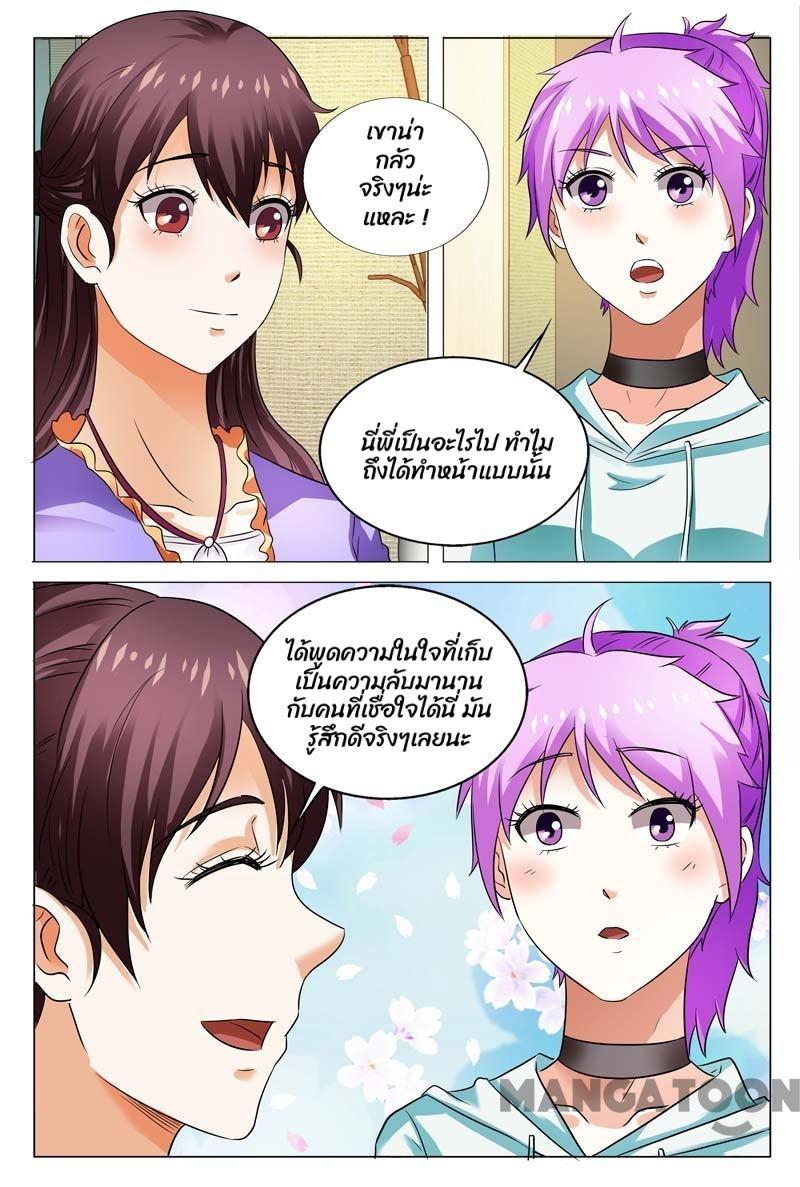 เขาน่า
กลัว
จริงๆน่ะ
แหละ !
นี่พี่เป็นอะไรไป ทำไม
ถึงได้ทำหน้าแบบนั้น
ได้พูดความในใจที่เก็บ
เป็นความลับมานาน
กับคนที่เชื่อใจได้นี่ มัน
รู้สึกดีจริงๆเลยนะ
MANGATOON